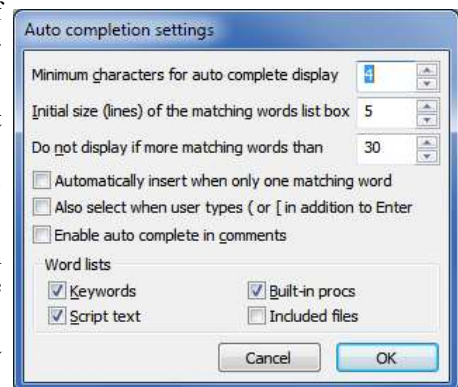 Auto completion settings
Minimum characters for auto complete display 4
Initial size (lines) of the matching words list box 5
Do not display if more matching words than 30
Automatically insert when only one matching word
Also select when user types ( or [ in addition to Enter
Enable auto complete in comments
Word lists
Keywords Built-in procs
Script text Included files
Cancel OK